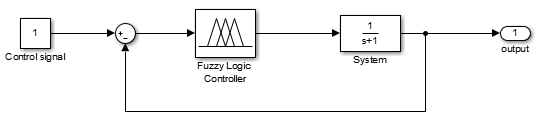 1
Control signal
+
−
Fuzzy Logic
Controller
1
s+1
System
1
output